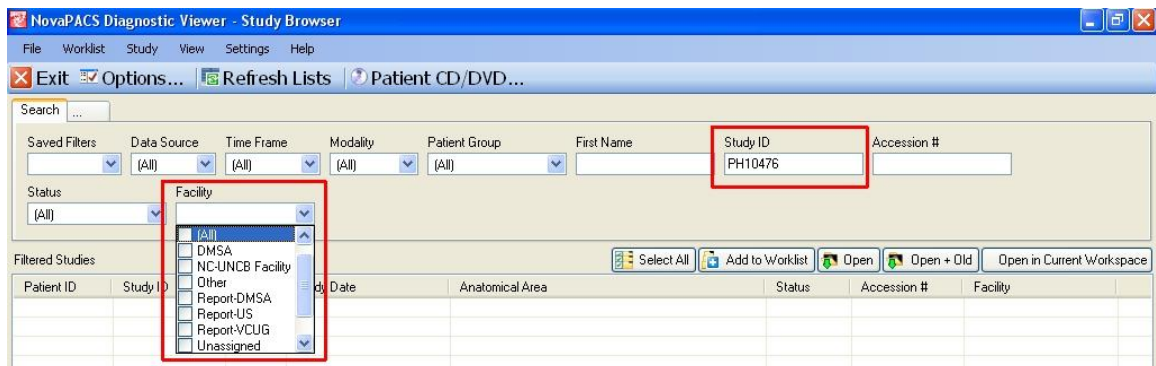 NovaPACS Diagnostic Viewer - Study Browser
File Worklist Study View Settings Help
Exit Options... Refresh Lists Patient CD/DVD...
Search ...
Saved Filters Data Source Time Frame Modality Patient Group First Name Study ID Accession #
(All) (All) (All) (All) PH10476
Status Facility
(All)
(All)
DMSA
NC-UNCB Facility
Other
Report-DMSA
Report-US
Report-VCUG
Unassigned
Filtered Studies Select All Add to Worklist Open Open + Old Open in Current Workspace
Patient ID Study Date Anatomical Area Status Accession # Facility